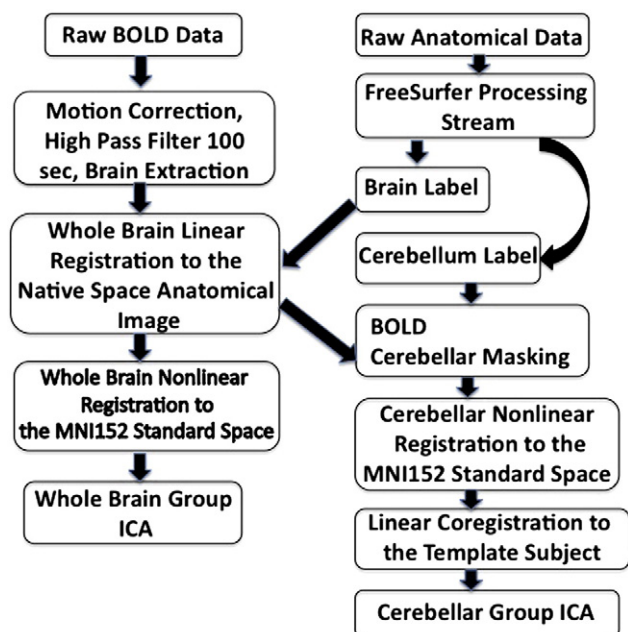 Raw BOLD Data
Motion Correction,
High Pass Filter 100
sec, Brain Extraction
Whole Brain Linear
Registration to the
Native Space Anatomical
Image
Whole Brain Nonlinear
Registration to
the MNI152 Standard Space
Whole Brain Group
ICA
Raw Anatomical Data
FreeSurfer Processing
Stream
Brain Label
Cerebellum Label
BOLD
Cerebellar Masking
Cerebellar Nonlinear
Registration to the
MNI152 Standard Space
Linear Coregistration to
the Template Subject
Cerebellar Group ICA